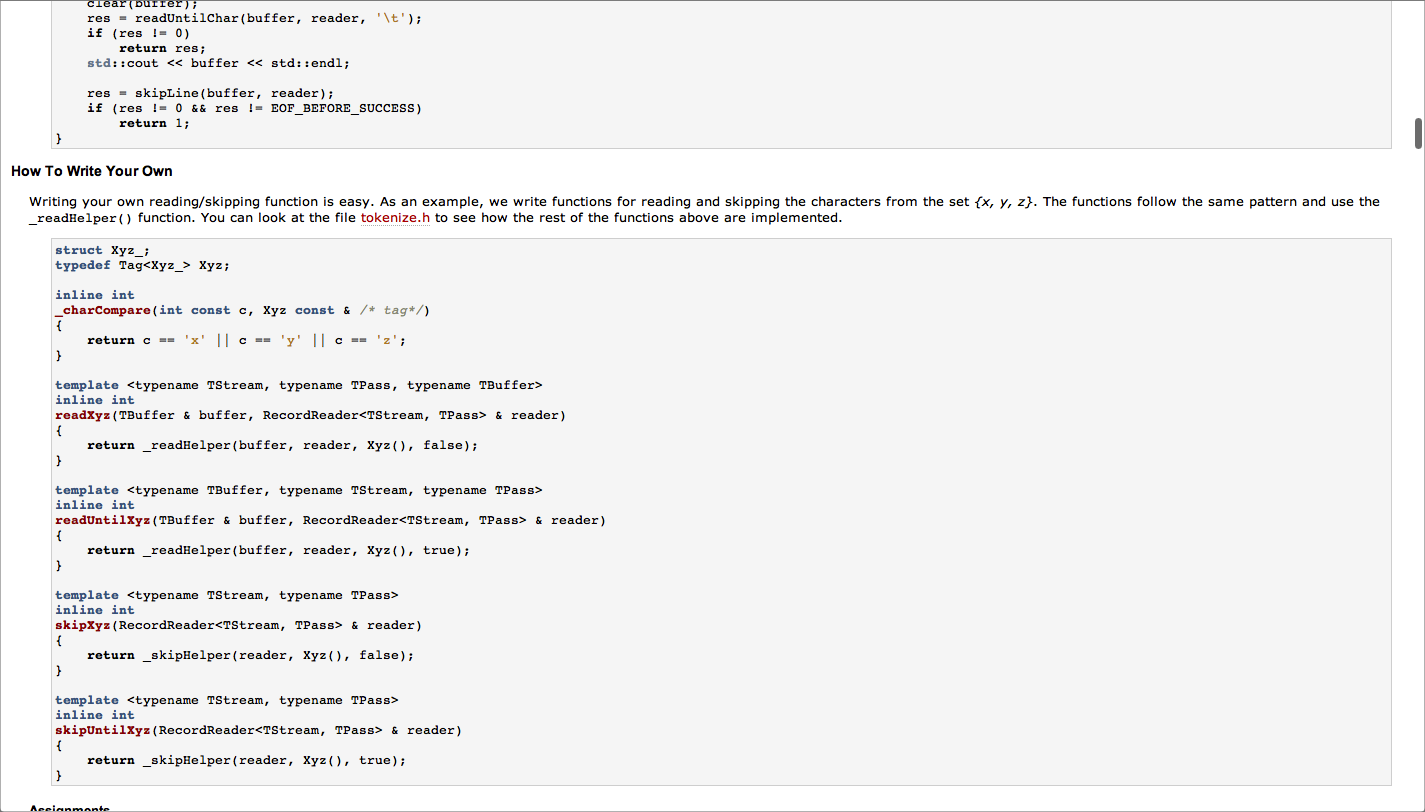 clear(buffer);
    res = readUntilChar(buffer, reader, '\t');
    if (res != 0)
        return res;
    std::cout << buffer << std::endl;

    res = skipLine(buffer, reader);
    if (res != 0 && res != EOF_BEFORE_SUCCESS)
        return 1;
}
How To Write Your Own
Writing your own reading/skipping function is easy. As an example, we write functions for reading and skipping the characters from the set {x, y, z}. The functions follow the same pattern and use the
_readHelper() function. You can look at the file tokenize.h to see how the rest of the functions above are implemented.
struct Xyz_;
typedef Tag<Xyz_> Xyz;

inline int
_charCompare(int const c, Xyz const & /* tag*/)
{
    return c == 'x' || c == 'y' || c == 'z';
}

template <typename TStream, typename TPass, typename TBuffer>
inline int
readXyz(TBuffer & buffer, RecordReader<TStream, TPass> & reader)
{
    return _readHelper(buffer, reader, Xyz(), false);
}

template <typename TBuffer, typename TStream, typename TPass>
inline int
readUntilXyz(TBuffer & buffer, RecordReader<TStream, TPass> & reader)
{
    return _readHelper(buffer, reader, Xyz(), true);
}

template <typename TStream, typename TPass>
inline int
skipXyz(RecordReader<TStream, TPass> & reader)
{
    return _skipHelper(reader, Xyz(), false);
}

template <typename TStream, typename TPass>
inline int
skipUntilXyz(RecordReader<TStream, TPass> & reader)
{
    return _skipHelper(reader, Xyz(), true);
}
Assignments